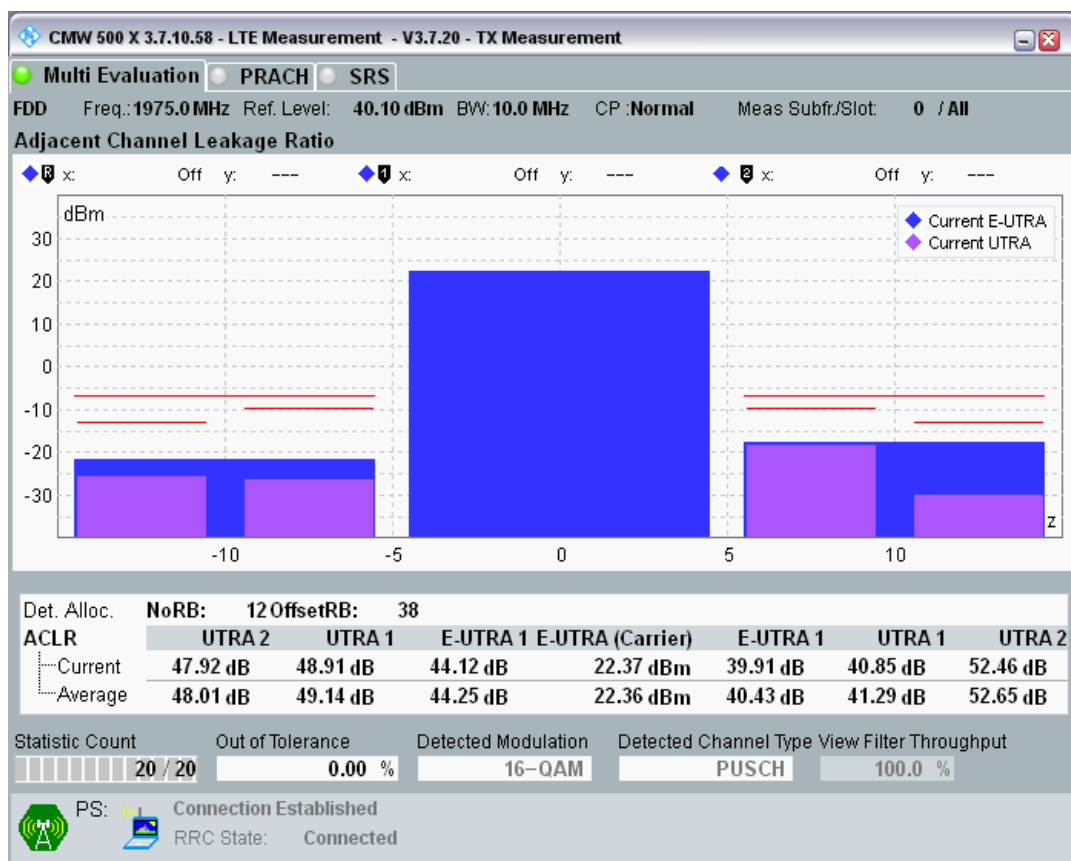 CMW 500 X 3.7.10.58 - LTE Measurement - V3.7.20 - TX Measurement
Multi Evaluation PRACH SRS
FDD Freq.: 1975.0 MHz Ref. Level: 40.10 dBm BW: 10.0 MHz CP :Normal Meas Subfr./Slot: 0 / All
Adjacent Channel Leakage Ratio
R x: Off y: --- 1 x: Off y: --- 2 x: Off y: ---
dBm
Current E-UTRA
Current UTRA
30
20
10
0
-10
-20
-30
z
-10 -5 0 5 10
Det. Alloc. NoRB: 12 OffsetRB: 38
ACLR UTRA 2 UTRA 1 E-UTRA 1 E-UTRA (Carrier) E-UTRA 1 UTRA 1 UTRA 2
Current 47.92 dB 48.91 dB 44.12 dB 22.37 dBm 39.91 dB 40.85 dB 52.46 dB
Average 48.01 dB 49.14 dB 44.25 dB 22.36 dBm 40.43 dB 41.29 dB 52.65 dB
Statistic Count Out of Tolerance Detected Modulation Detected Channel Type View Filter Throughput
20 / 20 0.00 % 16-QAM PUSCH 100.0 %
PS: Connection Established
RRC State: Connected